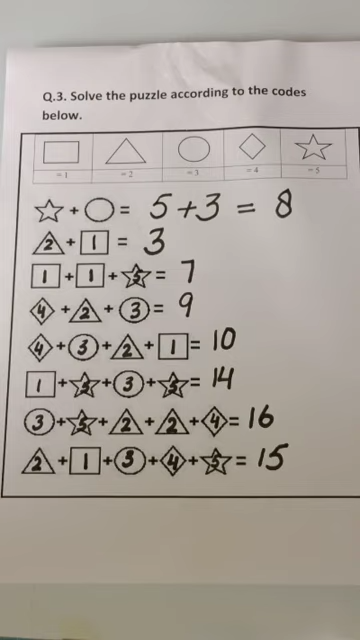 Q.3. Solve the puzzle according to the codes
below.
= 1 = 2 = 3 = 4 = 5
+ = 5 + 3 = 8
2 + 1 = 3
1 + 1 + 5 = 7
4 + 2 + 3 = 9
4 + 3 + 2 + 1 = 10
1 + 5 + 3 + 5 = 14
3 + 5 + 2 + 2 + 4 = 16
2 + 1 + 3 + 4 + 5 = 15